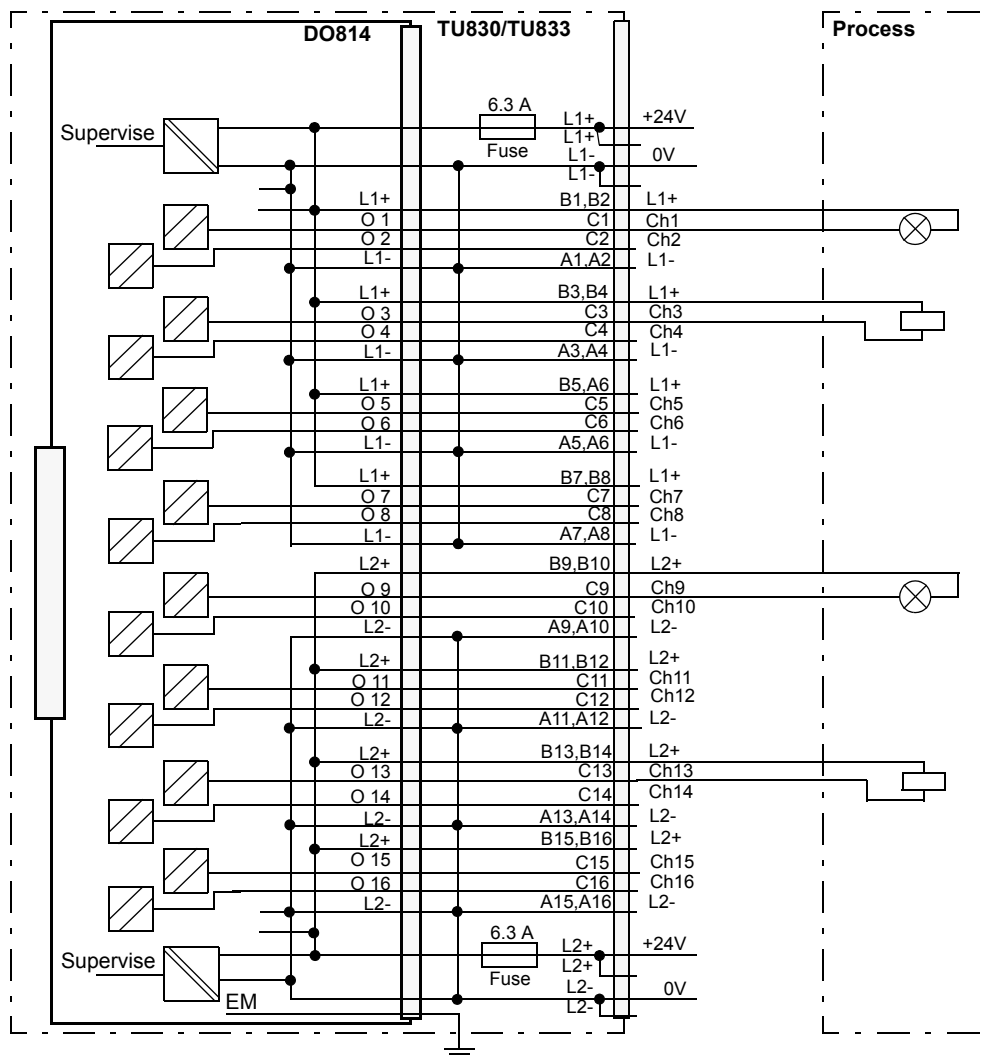 DO814 TU830/TU833 Process
6.3 A
L1+ +24V
Supervise
L1+
Fuse L1- 0V
L1-
L1+ B1,B2 L1+
O 1 C1 Ch1
O 2 C2 Ch2
L1- A1,A2 L1-
L1+ B3,B4 L1+
O 3 C3 Ch3
O 4 C4 Ch4
L1- A3,A4 L1-
L1+ B5,A6 L1+
O 5 C5 Ch5
O 6 C6 Ch6
L1- A5,A6 L1-
L1+ B7,B8 L1+
O 7 C7 Ch7
O 8 C8 Ch8
L1- A7,A8 L1-
L2+ B9,B10 L2+
O 9 C9 Ch9
O 10 C10 Ch10
L2- A9,A10 L2-
L2+ B11,B12 L2+
O 11 C11 Ch11
O 12 C12 Ch12
L2- A11,A12 L2-
L2+ B13,B14 L2+
O 13 C13 Ch13
O 14 C14 Ch14
L2- A13,A14 L2-
L2+ B15,B16 L2+
O 15 C15 Ch15
O 16 C16 Ch16
L2- A15,A16 L2-
6.3 A
L2+ +24V
Supervise
L2+
Fuse
L2- 0V
EM L2-